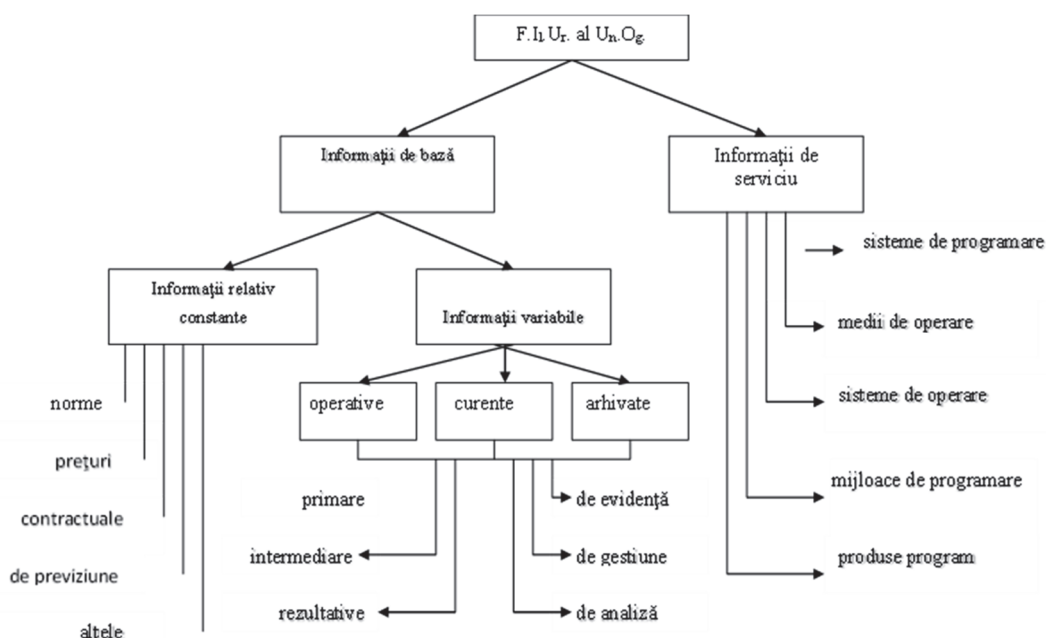 F.I.Ur. al Un.Og.
Informaţii de bază
Informaţii de
serviciu
Informaţii relativ
constante
Informaţii variabile
operative
curente
arhivate
norme
preţuri
contractuale
de previziune
altele
primare
intermediare
rezultative
de evidenţă
de gestiune
de analiză
sisteme de programare
medii de operare
sisteme de operare
mijloace de programare
produse program